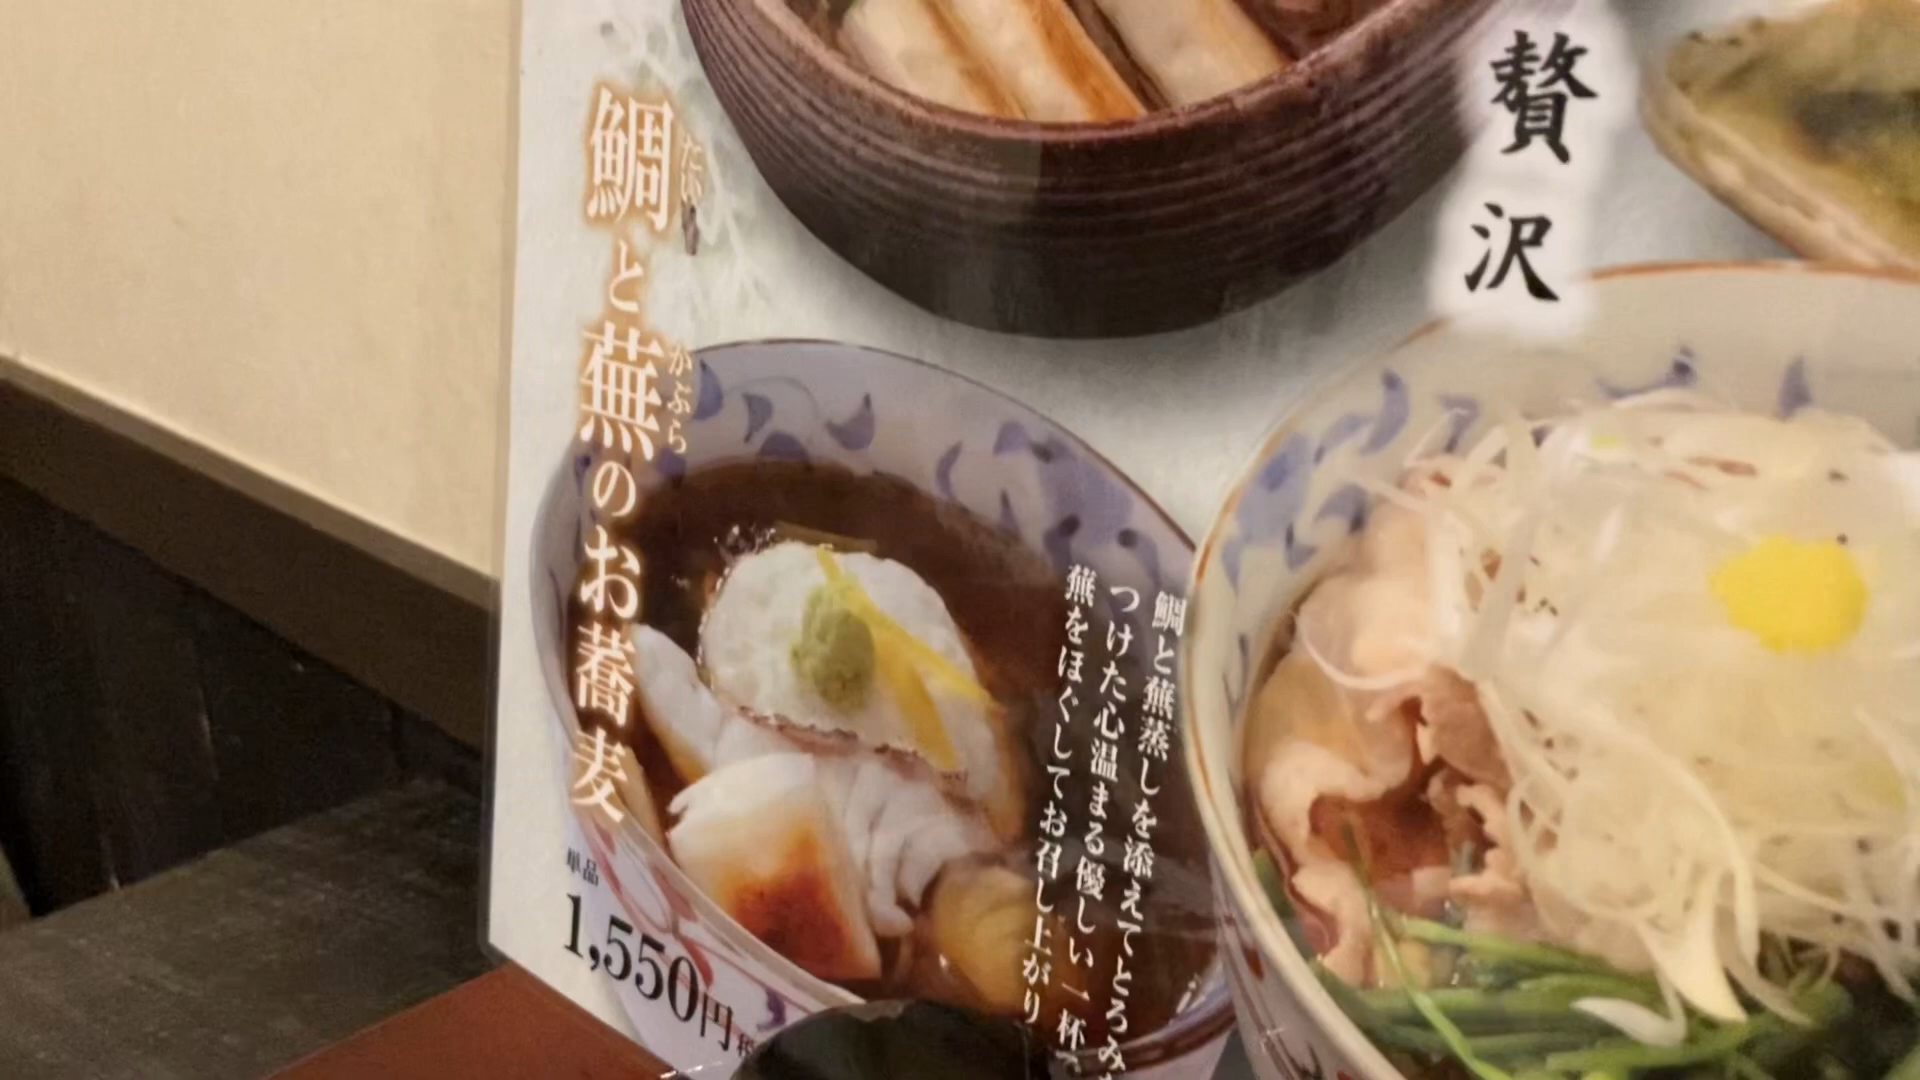 贅沢
鯛と蕪のお蕎麦
たい
かぶら
鯛と蕪蒸しを添えてとろみ
つけた心温まる優しい一杯
蕪をほぐしてお召し上がり
単品
1,550円